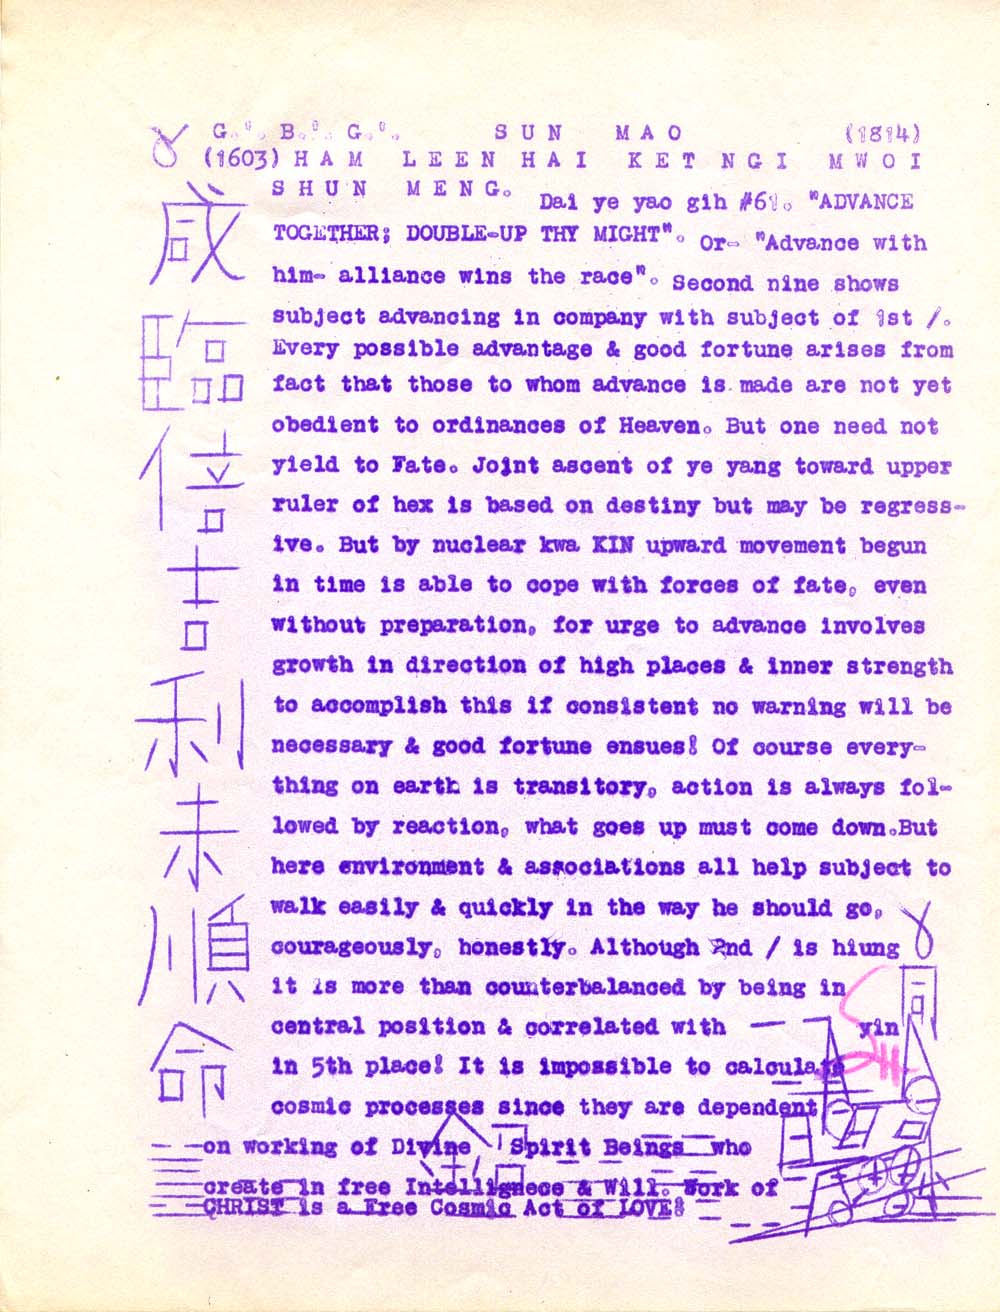 G.°. B.°. G.°. SUN MAO (1814)
(1603) HAM LEEN HAI KET NGI MWOI
SHUN MENG. Dai ye yao gih #61. "ADVANCE
TOGETHER; DOUBLE-UP THY MIGHT". Or- "Advance with
him- alliance wins the race". Second nine shows
subject advancing in company with subject of 1st /.
Every possible advantage & good fortune arises from
fact that those to whom advance is made are not yet
obedient to ordinances of Heaven. But one need not
yield to Fate. Joint ascent of ye yang toward upper
ruler of hex is based on destiny but may be regress-
ive. But by nuclear kwa KIN upward movement begun
in time is able to cope with forces of fate, even
without preparation, for urge to advance involves
growth in direction of high places & inner strength
to accomplish this if consistent no warning will be
necessary & good fortune ensues! Of course every-
thing on earth is transitory, action is always fol-
lowed by reaction, what goes up must come down.But
here environment & associations all help subject to
walk easily & quickly in the way he should go,
courageously, honestly. Although 2nd / is hiung
it is more than counterbalanced by being in
central position & correlated with — — yin
in 5th place! It is impossible to calculate
cosmic processes since they are dependent
on working of Divine Spirit Beings who
create in free Intellignece & Will. Work of
CHRIST is a Free Cosmic Act of LOVE!
咸
臨
吉
利
未
順
命